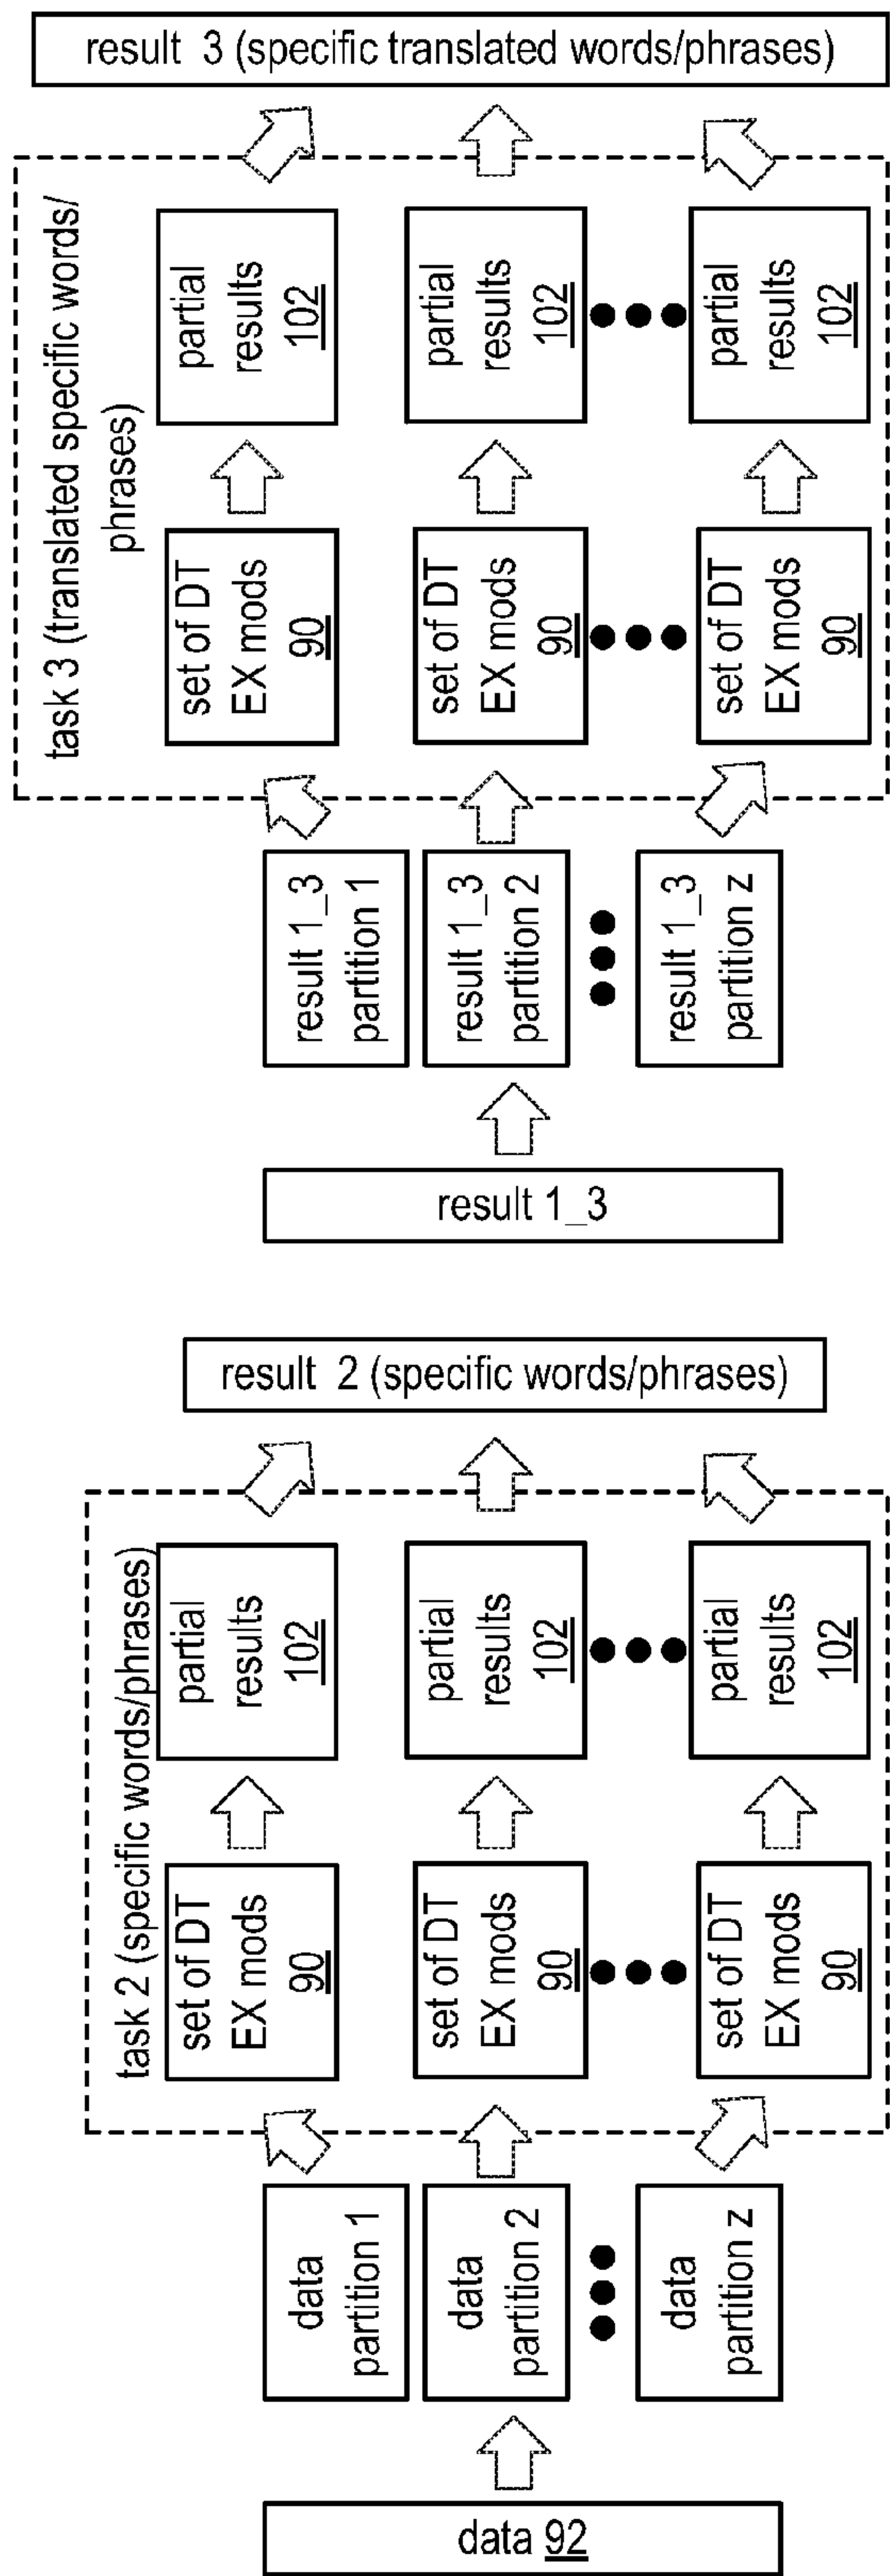 task 2 (specific words/phrases)
data 92
data
partition 1
data
partition 2
data
partition z
set of DT
EX mods
90
set of DT
EX mods
90
set of DT
EX mods
90
partial
results
102
partial
results
102
partial
results
102
result 2 (specific words/phrases)
task 3 (translated specific words/
phrases)
result 1_3
result 1_3
partition 1
result 1_3
partition 2
result 1_3
partition z
set of DT
EX mods
90
set of DT
EX mods
90
set of DT
EX mods
90
partial
results
102
partial
results
102
partial
results
102
result 3 (specific translated words/phrases)